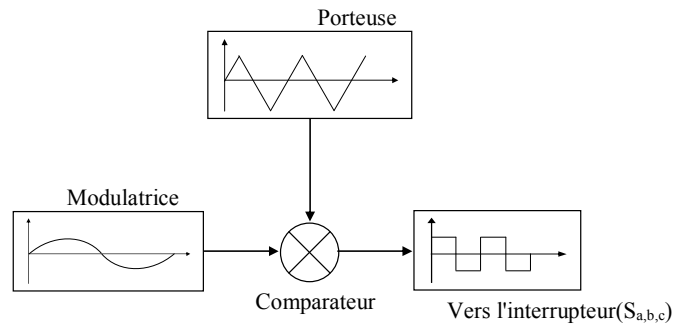 Porteuse
Modulatrice
Comparateur
Vers l'interrupteur(Sa,b,c)